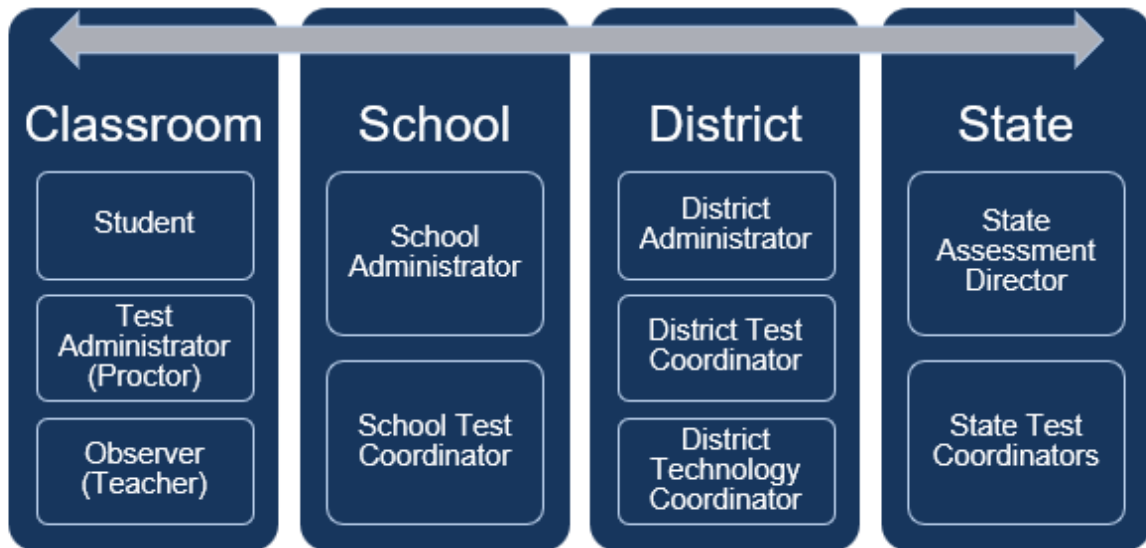 Classroom
Student
Test
Administrator
(Proctor)
Observer
(Teacher)
School
School
Administrator
School Test
Coordinator
District
District
Administrator
District Test
Coordinator
District
Technology
Coordinator
State
State
Assessment
Director
State Test
Coordinators